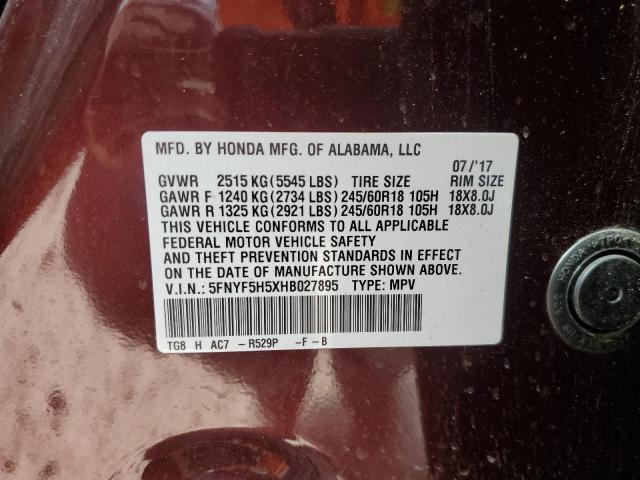 MFD. BY HONDA MFG. OF ALABAMA, LLC
07/'17
GVWR 2515 KG(5545 LBS) TIRE SIZE RIM SIZE
GAWR F 1240 KG(2734 LBS) 245/60R18 105H 18X8.0J
GAWR R 1325 KG(2921 LBS) 245/60R18 105H 18X8.0J
THIS VEHICLE CONFORMS TO ALL APPLICABLE
FEDERAL MOTOR VEHICLE SAFETY
AND THEFT PREVENTION STANDARDS IN EFFECT
ON THE DATE OF MANUFACTURE SHOWN ABOVE.
V.I.N.: 5FNYF5H5XHB027895 TYPE: MPV
TG8 H AC7 - R529P -F - B
HONDA